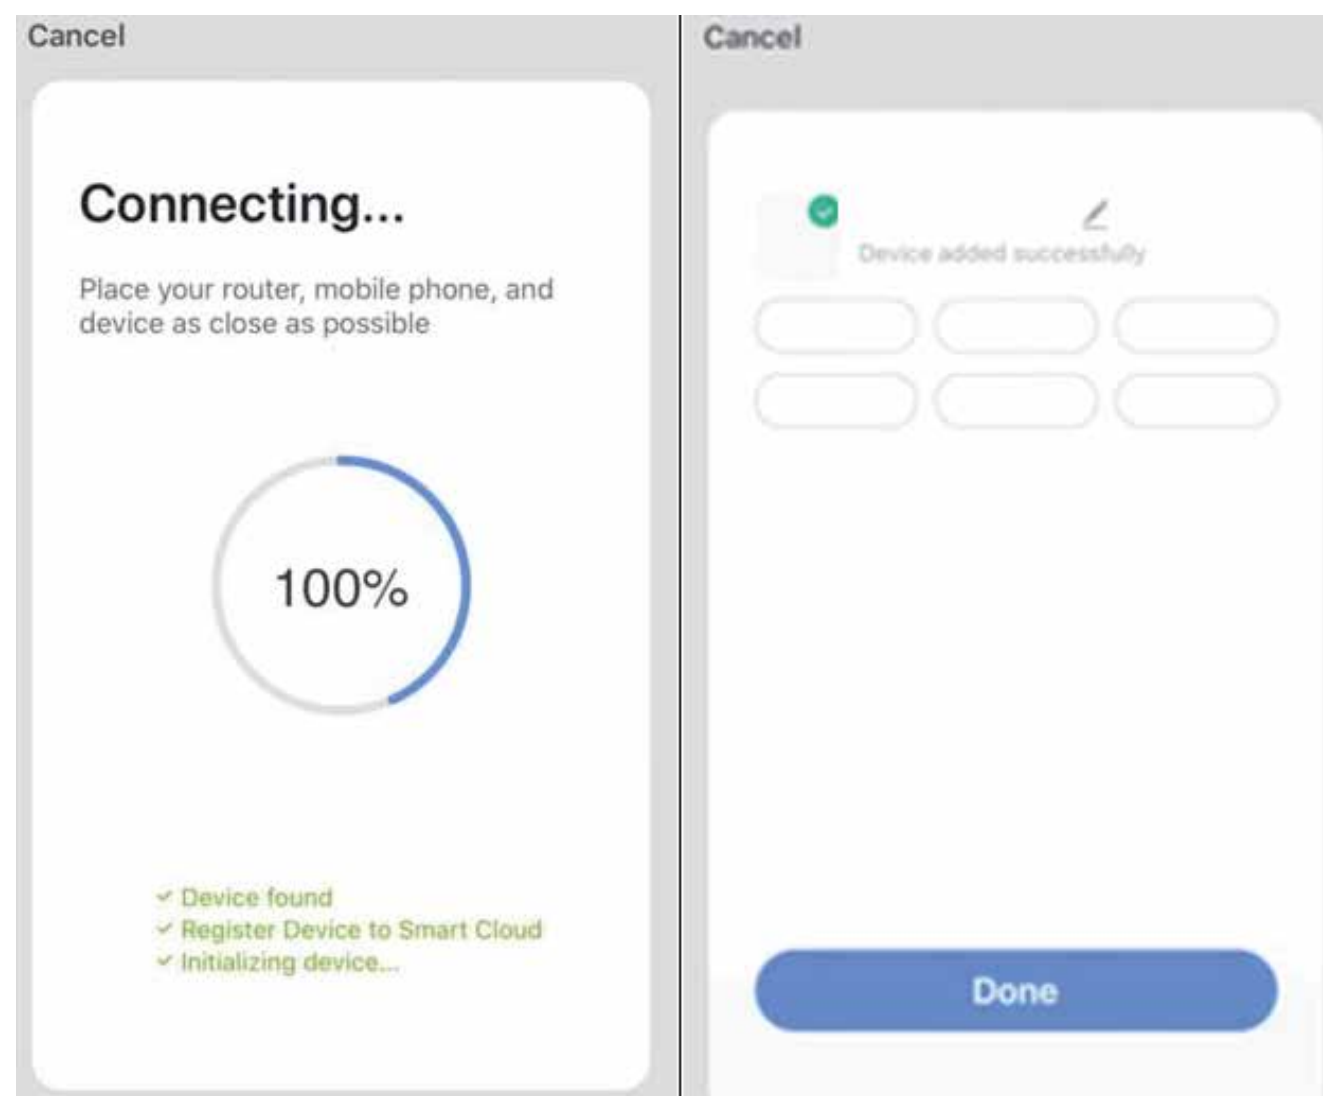 Cancel
Connecting...
Place your router, mobile phone, and
device as close as possible
100%
✓ Device found
✓ Register Device to Smart Cloud
✓ Initializing device...
Cancel
Device added successfully
Done